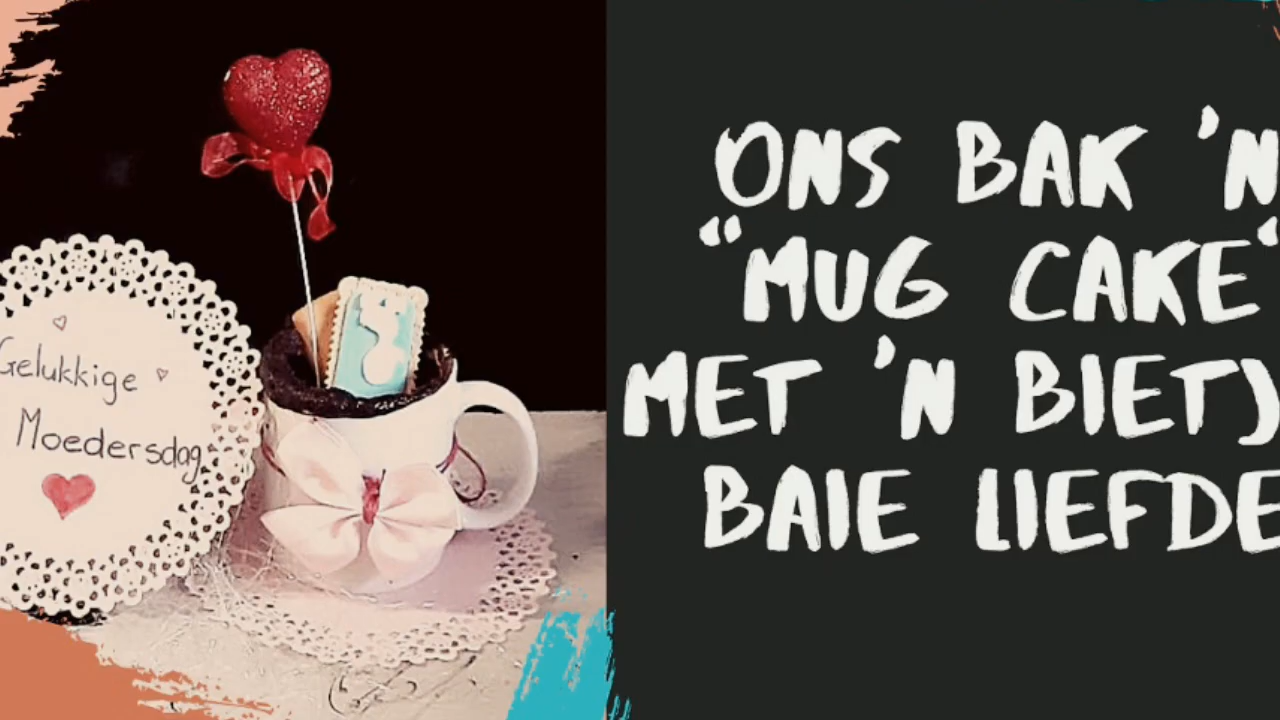 Gelukkige
Moedersdag
ONS BAK 'N
"MUG CAKE"
MET 'N BIETJ
BAIE LIEFDE